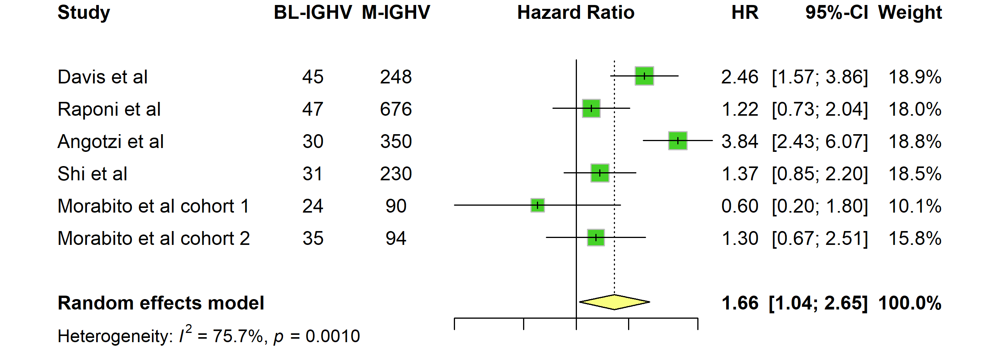 Study BL-IGHV M-IGHV Hazard Ratio HR 95%-CI Weight
Davis et al 45 248 2.46 [1.57; 3.86] 18.9%
Raponi et al 47 676 1.22 [0.73; 2.04] 18.0%
Angotzi et al 30 350 3.84 [2.43; 6.07] 18.8%
Shi et al 31 230 1.37 [0.85; 2.20] 18.5%
Morabito et al cohort 1 24 90 0.60 [0.20; 1.80] 10.1%
Morabito et al cohort 2 35 94 1.30 [0.67; 2.51] 15.8%
Random effects model 1.66 [1.04; 2.65] 100.0%
Heterogeneity: I² = 75.7%, p = 0.0010